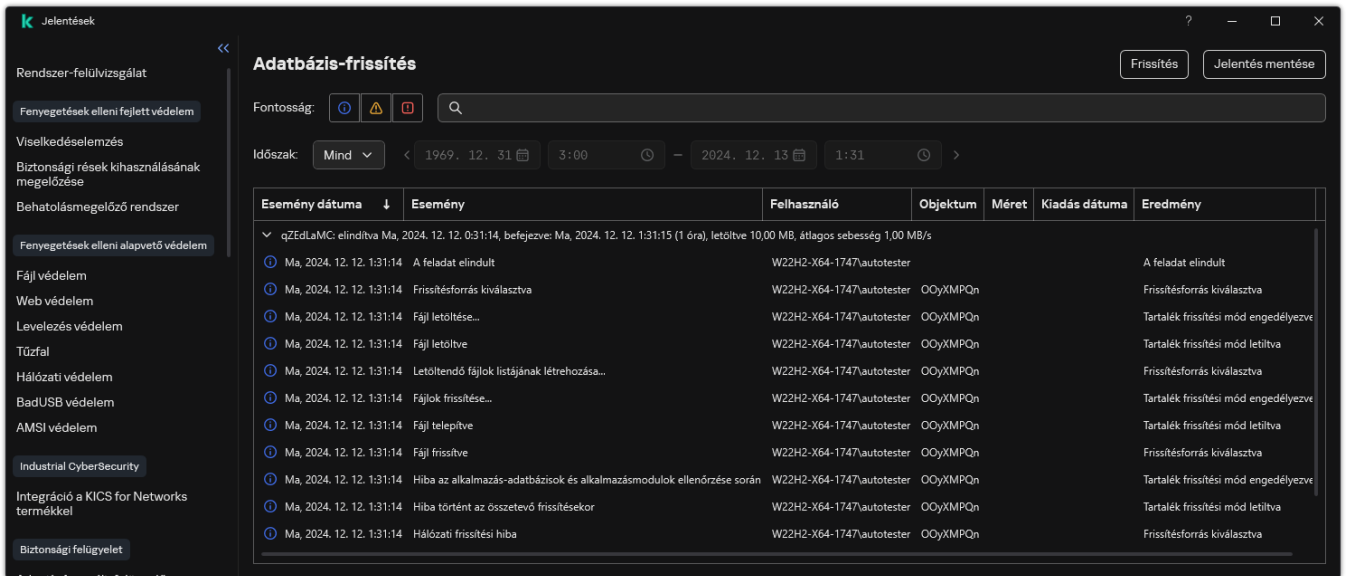 Jelentések
Rendszer-felülvizsgálat
Fenyegetések elleni fejlett védelem
Viselkedéselemzés
Biztonsági rések kihasználásának
megelőzése
Behatolásmegelőző rendszer
Fenyegetések elleni alapvető védelem
Fájl védelem
Web védelem
Levelezés védelem
Tűzfal
Hálózati védelem
BadUSB védelem
AMSI védelem
Industrial CyberSecurity
Integráció a KICS for Networks
termékkel
Biztonsági felügyelet
Adatbázis-frissítés
Frissítés Jelentés mentése
Fontosság:
Időszak: Mind 1969. 12. 31 3:00 – 2024. 12. 13 1:31
Esemény dátuma ↓ Esemény Felhasználó Objektum Méret Kiadás dátuma Eredmény
qZEdLaMC: elindítva Ma, 2024. 12. 12. 0:31:14, befejezve: Ma, 2024. 12. 12. 1:31:15 (1 óra), letöltve 10,00 MB, átlagos sebesség 1,00 MB/s
Ma, 2024. 12. 12. 1:31:14 A feladat elindult W22H2-X64-1747\autotester A feladat elindult
Ma, 2024. 12. 12. 1:31:14 Frissítésforrás kiválasztva W22H2-X64-1747\autotester OOyXMPQn Frissítésforrás kiválasztva
Ma, 2024. 12. 12. 1:31:14 Fájl letöltése... W22H2-X64-1747\autotester OOyXMPQn Tartalék frissítési mód engedélyezve
Ma, 2024. 12. 12. 1:31:14 Fájl letöltve W22H2-X64-1747\autotester OOyXMPQn Tartalék frissítési mód letiltva
Ma, 2024. 12. 12. 1:31:14 Letöltendő fájlok listájának létrehozása... W22H2-X64-1747\autotester OOyXMPQn Frissítésforrás kiválasztva
Ma, 2024. 12. 12. 1:31:14 Fájlok frissítése... W22H2-X64-1747\autotester OOyXMPQn Tartalék frissítési mód engedélyezve
Ma, 2024. 12. 12. 1:31:14 Fájl telepítve W22H2-X64-1747\autotester OOyXMPQn Tartalék frissítési mód letiltva
Ma, 2024. 12. 12. 1:31:14 Fájl frissítve W22H2-X64-1747\autotester OOyXMPQn Frissítésforrás kiválasztva
Ma, 2024. 12. 12. 1:31:14 Hiba az alkalmazás-adatbázisok és alkalmazásmodulok ellenőrzése során W22H2-X64-1747\autotester OOyXMPQn Tartalék frissítési mód engedélyezve
Ma, 2024. 12. 12. 1:31:14 Hiba történt az összetevő frissítésekor W22H2-X64-1747\autotester OOyXMPQn Tartalék frissítési mód letiltva
Ma, 2024. 12. 12. 1:31:14 Hálózati frissítési hiba W22H2-X64-1747\autotester OOyXMPQn Frissítésforrás kiválasztva